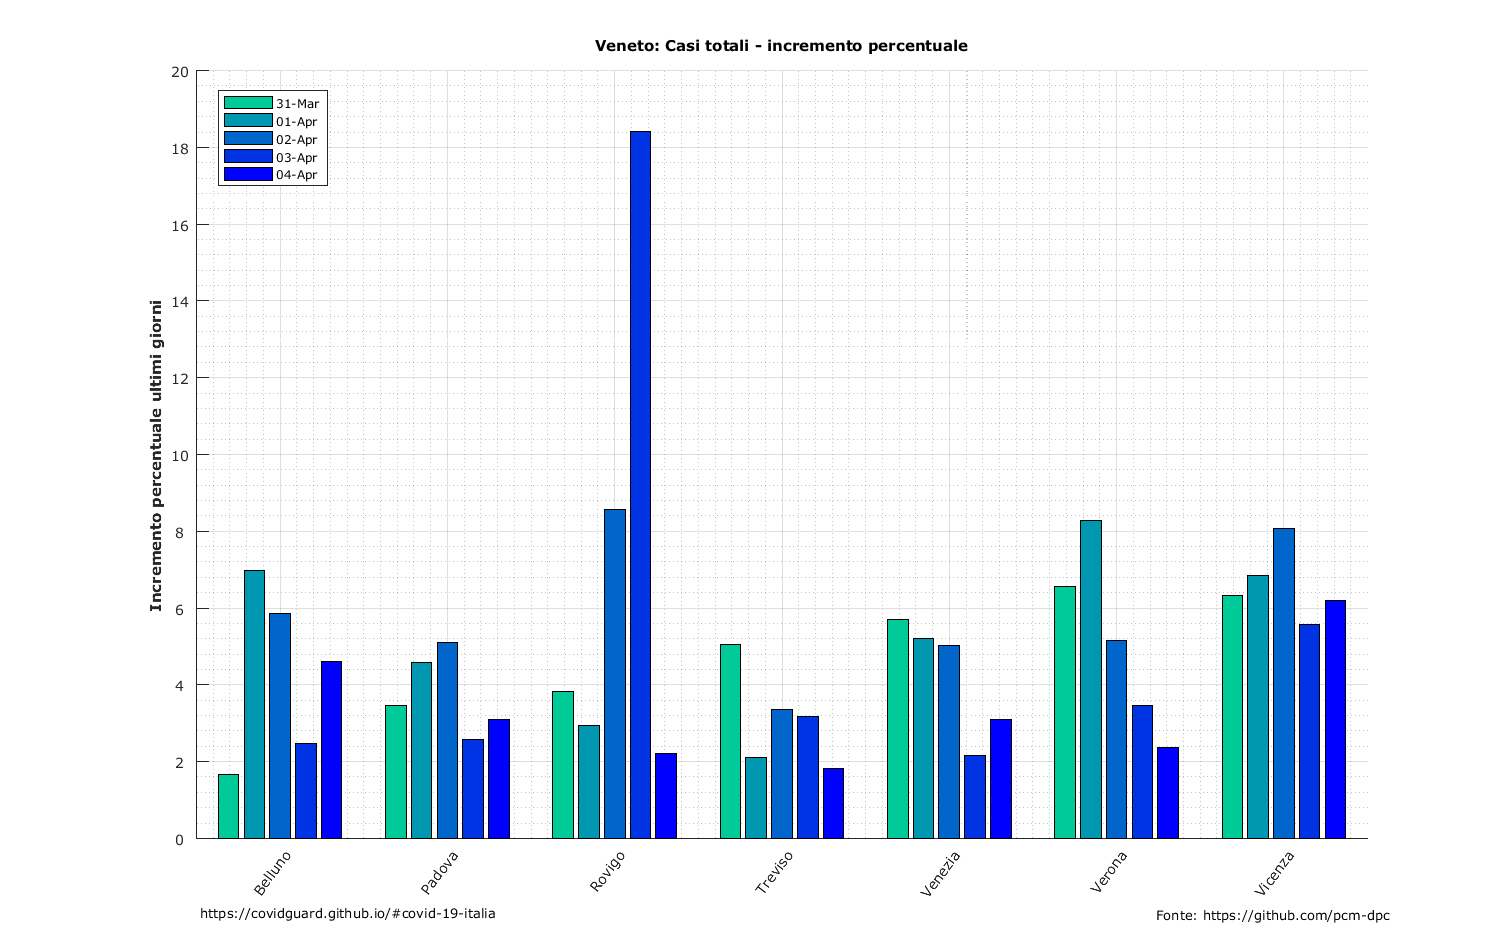 Veneto: Casi totali - incremento percentuale
20
18
16
14
12
10
8
6
4
2
0
Incremento percentuale ultimi giorni
31-Mar
01-Apr
02-Apr
03-Apr
04-Apr
Belluno
Padova
Rovigo
Treviso
Venezia
Verona
Vicenza
https://covidguard.github.io/#covid-19-italia
Fonte: https://github.com/pcm-dpc